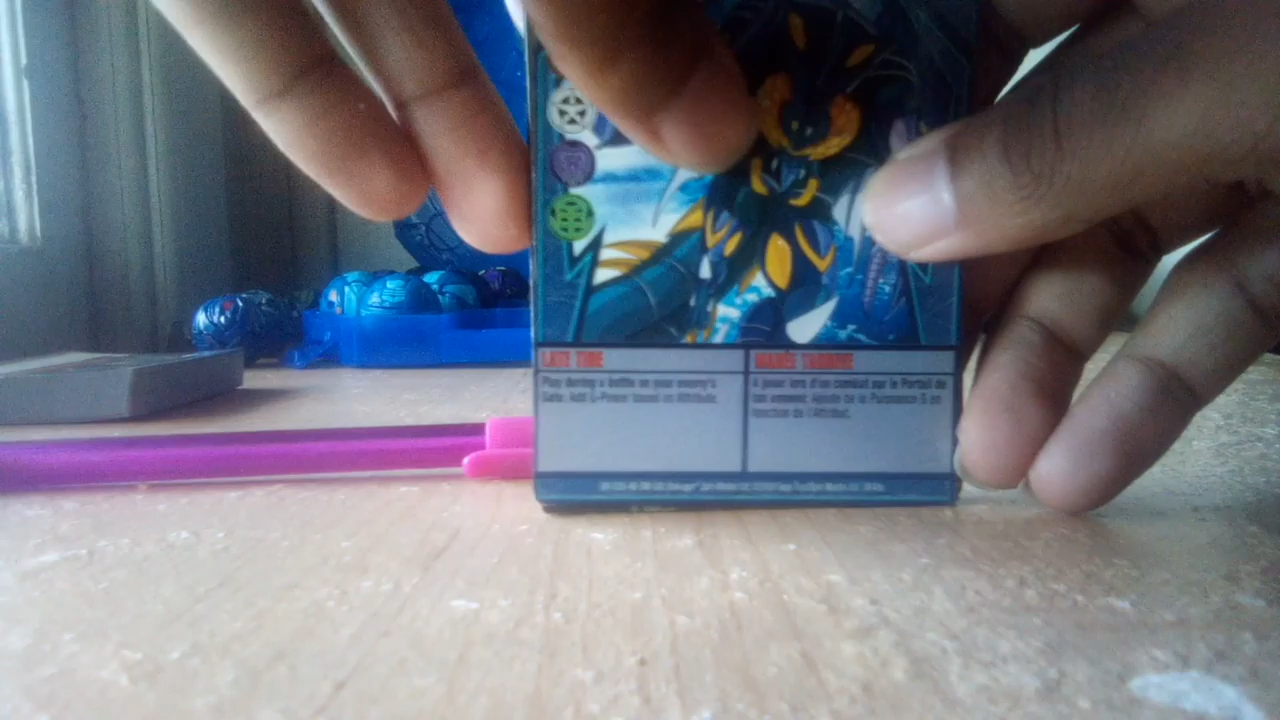 LATE TIDE
Play during a battle on your enemy's
Gate. Add G-Power based on Attribute.
MARÉE TARDIVE
A jouer lors d'un combat sur le Portail de
ton ennemi. Ajoute de la Puissance G en
fonction de l'Attribut.